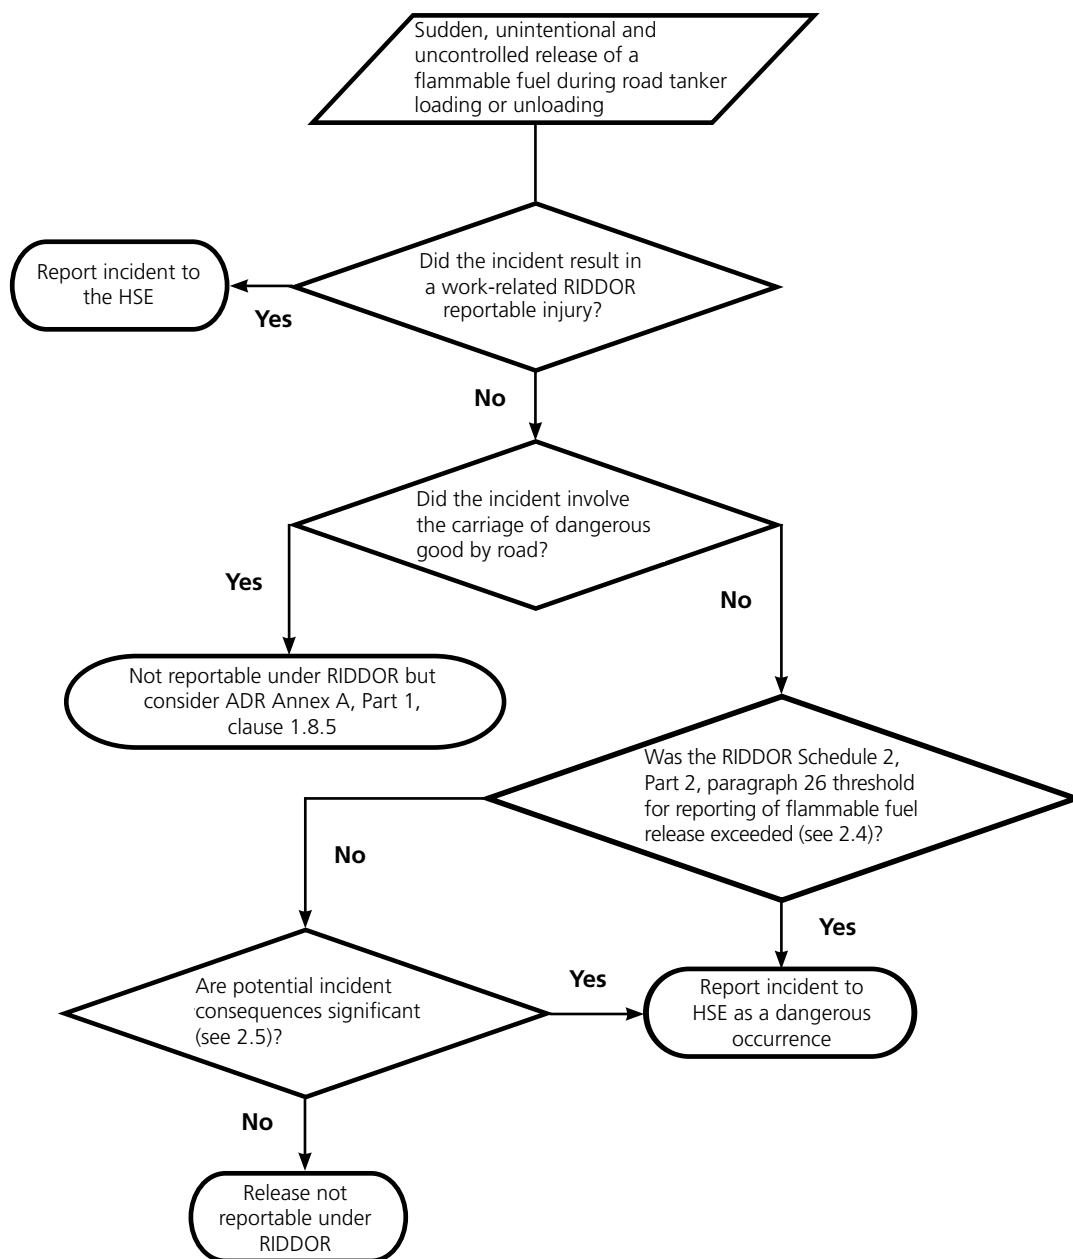 Sudden, unintentional and
uncontrolled release of a
flammable fuel during road tanker
loading or unloading
Did the incident result in
a work-related RIDDOR
reportable injury?
Report incident to
the HSE
Yes
No
Did the incident involve
the carriage of dangerous
good by road?
Yes
No
Not reportable under RIDDOR but
consider ADR Annex A, Part 1,
clause 1.8.5
Was the RIDDOR Schedule 2,
Part 2, paragraph 26 threshold
for reporting of flammable fuel
release exceeded (see 2.4)?
No
Yes
Are potential incident
consequences significant
(see 2.5)?
Yes
Report incident to
HSE as a dangerous
occurrence
No
Release not
reportable under
RIDDOR